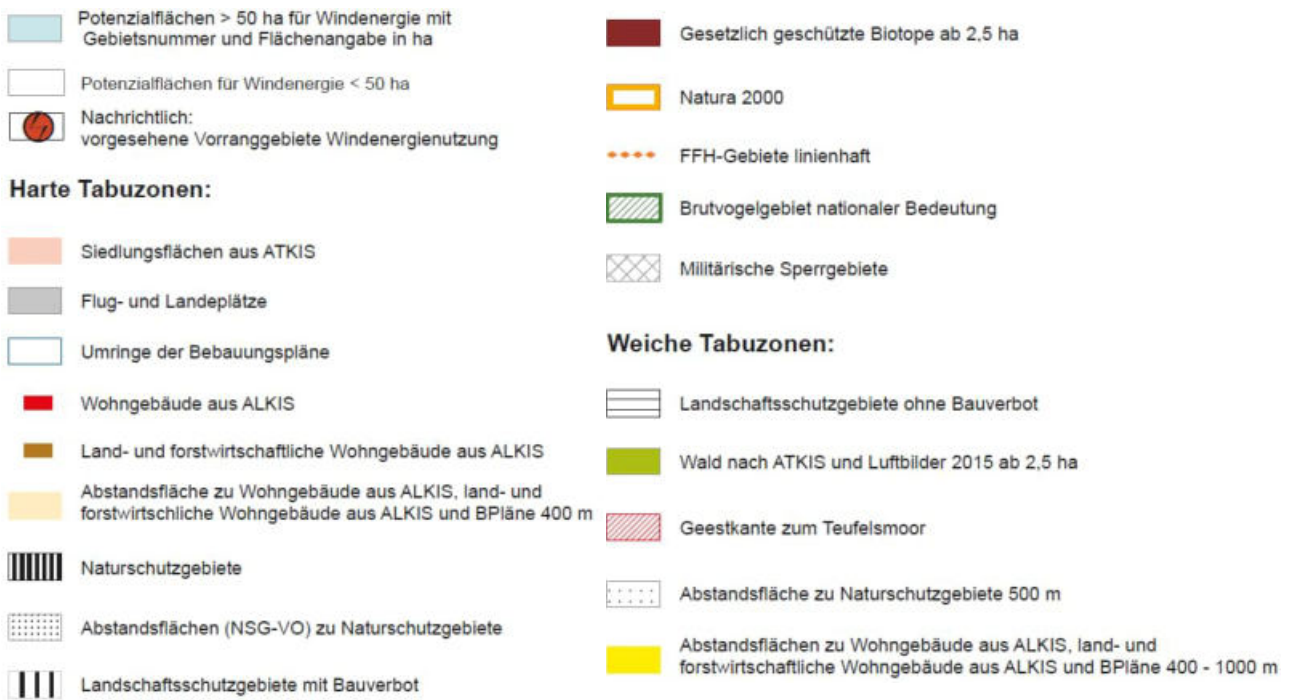 Potenzialflächen > 50 ha für Windenergie mit
Gebietsnummer und Flächenangabe in ha
Potenzialflächen für Windenergie < 50 ha
Nachrichtlich:
vorgesehene Vorranggebiete Windenergienutzung
Harte Tabuzonen:
Siedlungsflächen aus ATKIS
Flug- und Landeplätze
Umringe der Bebauungspläne
Wohngebäude aus ALKIS
Land- und forstwirtschaftliche Wohngebäude aus ALKIS
Abstandsfläche zu Wohngebäude aus ALKIS, land- und
forstwirtschliche Wohngebäude aus ALKIS und BPläne 400 m
Naturschutzgebiete
Abstandsflächen (NSG-VO) zu Naturschutzgebiete
Landschaftsschutzgebiete mit Bauverbot
Gesetzlich geschützte Biotope ab 2,5 ha
Natura 2000
FFH-Gebiete linienhaft
Brutvogelgebiet nationaler Bedeutung
Militärische Sperrgebiete
Weiche Tabuzonen:
Landschaftsschutzgebiete ohne Bauverbot
Wald nach ATKIS und Luftbilder 2015 ab 2,5 ha
Geestkante zum Teufelsmoor
Abstandsfläche zu Naturschutzgebiete 500 m
Abstandsflächen zu Wohngebäude aus ALKIS, land- und
forstwirtschaftliche Wohngebäude aus ALKIS und BPläne 400 - 1000 m